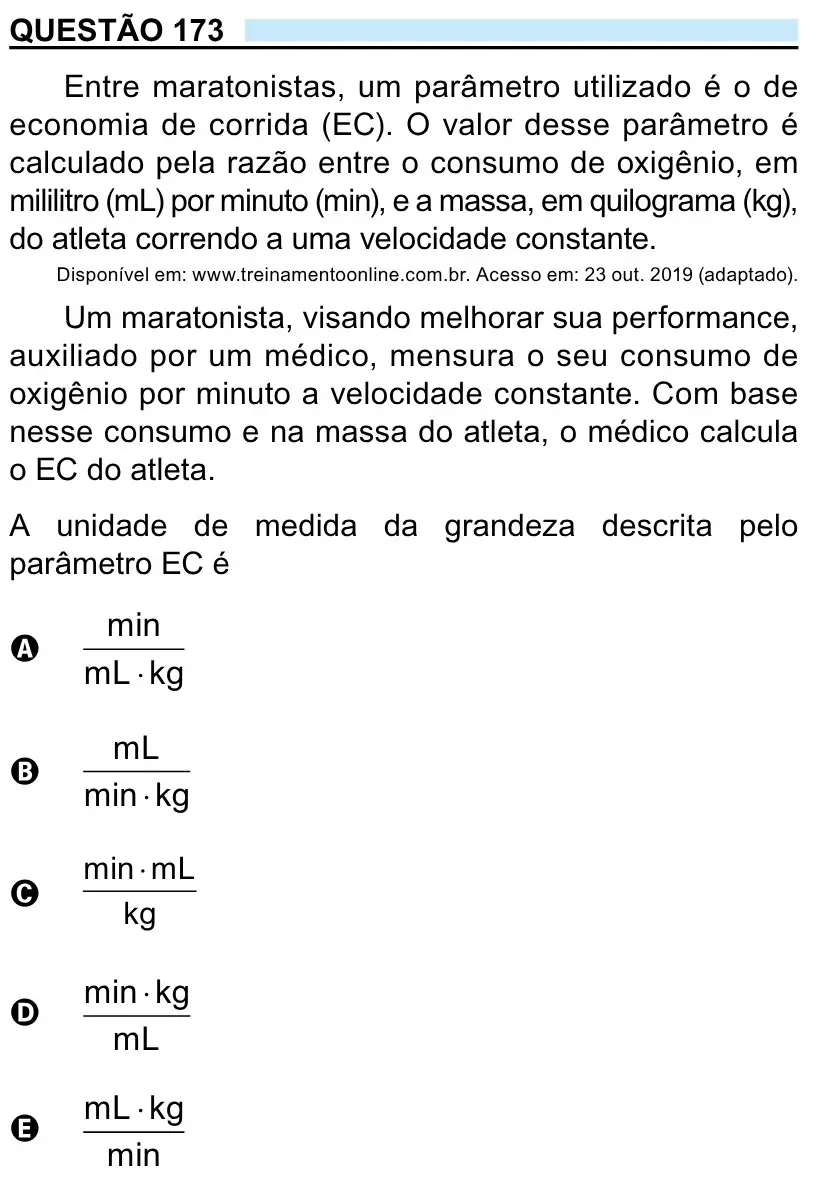 QUESTÃO 173
Entre maratonistas, um parâmetro utilizado é o de
economia de corrida (EC). O valor desse parâmetro é
calculado pela razão entre o consumo de oxigênio, em
mililitro (mL) por minuto (min), e a massa, em quilograma (kg),
do atleta correndo a uma velocidade constante.
Disponível em: www.treinamentoonline.com.br. Acesso em: 23 out. 2019 (adaptado).
Um maratonista, visando melhorar sua performance,
auxiliado por um médico, mensura o seu consumo de
oxigênio por minuto a velocidade constante. Com base
nesse consumo e na massa do atleta, o médico calcula
o EC do atleta.
A unidade de medida da grandeza descrita pelo
parâmetro EC é
A
min
mL · kg
B
mL
min · kg
C
min · mL
kg
D
min · kg
mL
E
mL · kg
min